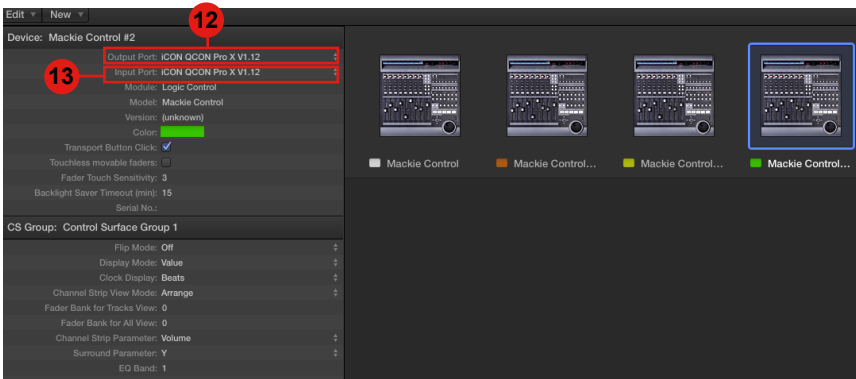 Edit New
12
Device: Mackie Control #2
Output Port: iCON QCON Pro X V1.12
13
Input Port: iCON QCON Pro X V1.12
Module: Logic Control
Model: Mackie Control
Version: (unknown)
Color:
Transport Button Click:
Touchless movable faders:
Fader Touch Sensitivity: 3
Backlight Saver Timeout (min): 15
Serial No.:
Mackie Control
Mackie Control...
Mackie Control...
Mackie Control...
CS Group: Control Surface Group 1
Flip Mode: Off
Display Mode: Value
Clock Display: Beats
Channel Strip View Mode: Arrange
Fader Bank for Tracks View: 0
Fader Bank for All View: 0
Channel Strip Parameter: Volume
Surround Parameter: Y
EQ Band: 1